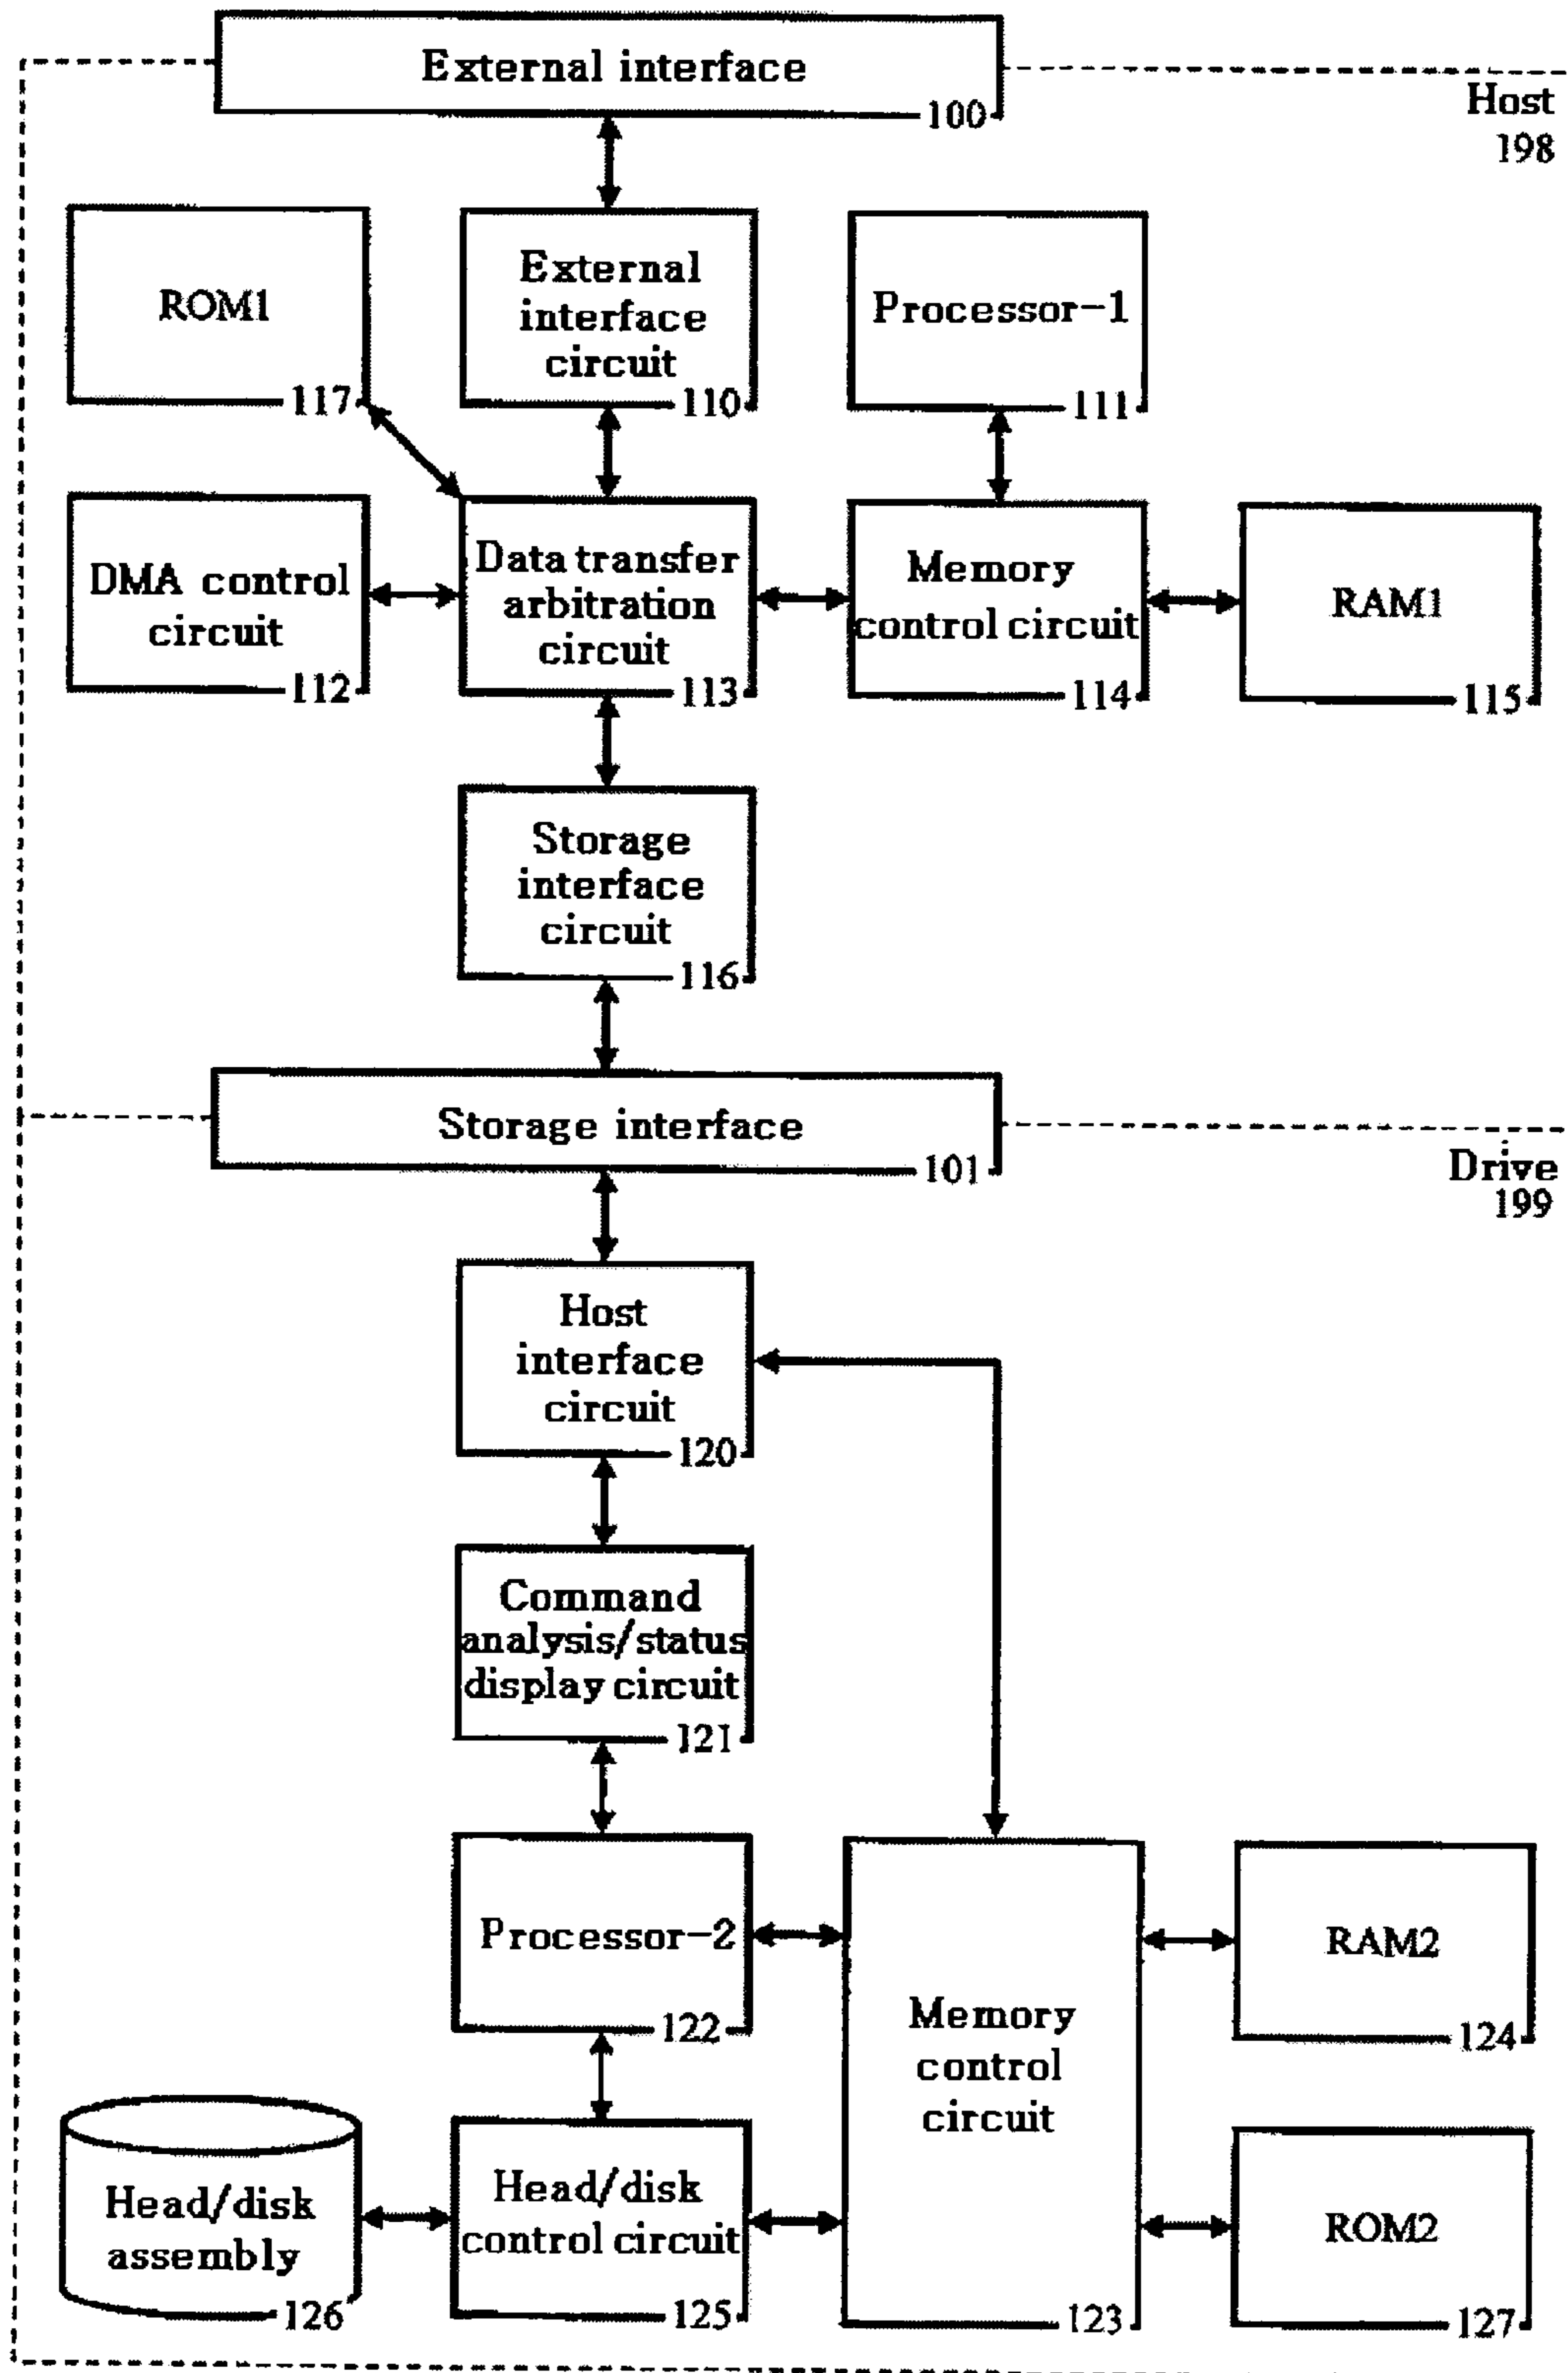 External interface
100
Host
198
ROM1
117
External
interface
circuit
110
Processor-1
111
DMA control
circuit
112
Data transfer
arbitration
circuit
113
Memory
control circuit
114
RAM1
115
Storage
interface
circuit
116
Storage interface
101
Drive
199
Host
interface
circuit
120
Command
analysis/status
display circuit
121
Processor-2
122
Memory
control
circuit
123
RAM2
124
Head/disk
assembly
126
Head/disk
control circuit
125
ROM2
127